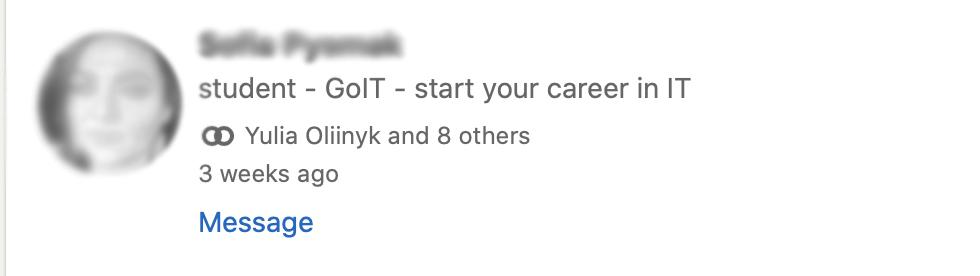 student - GoIT - start your career in IT
Yulia Oliinyk and 8 others
3 weeks ago
Message